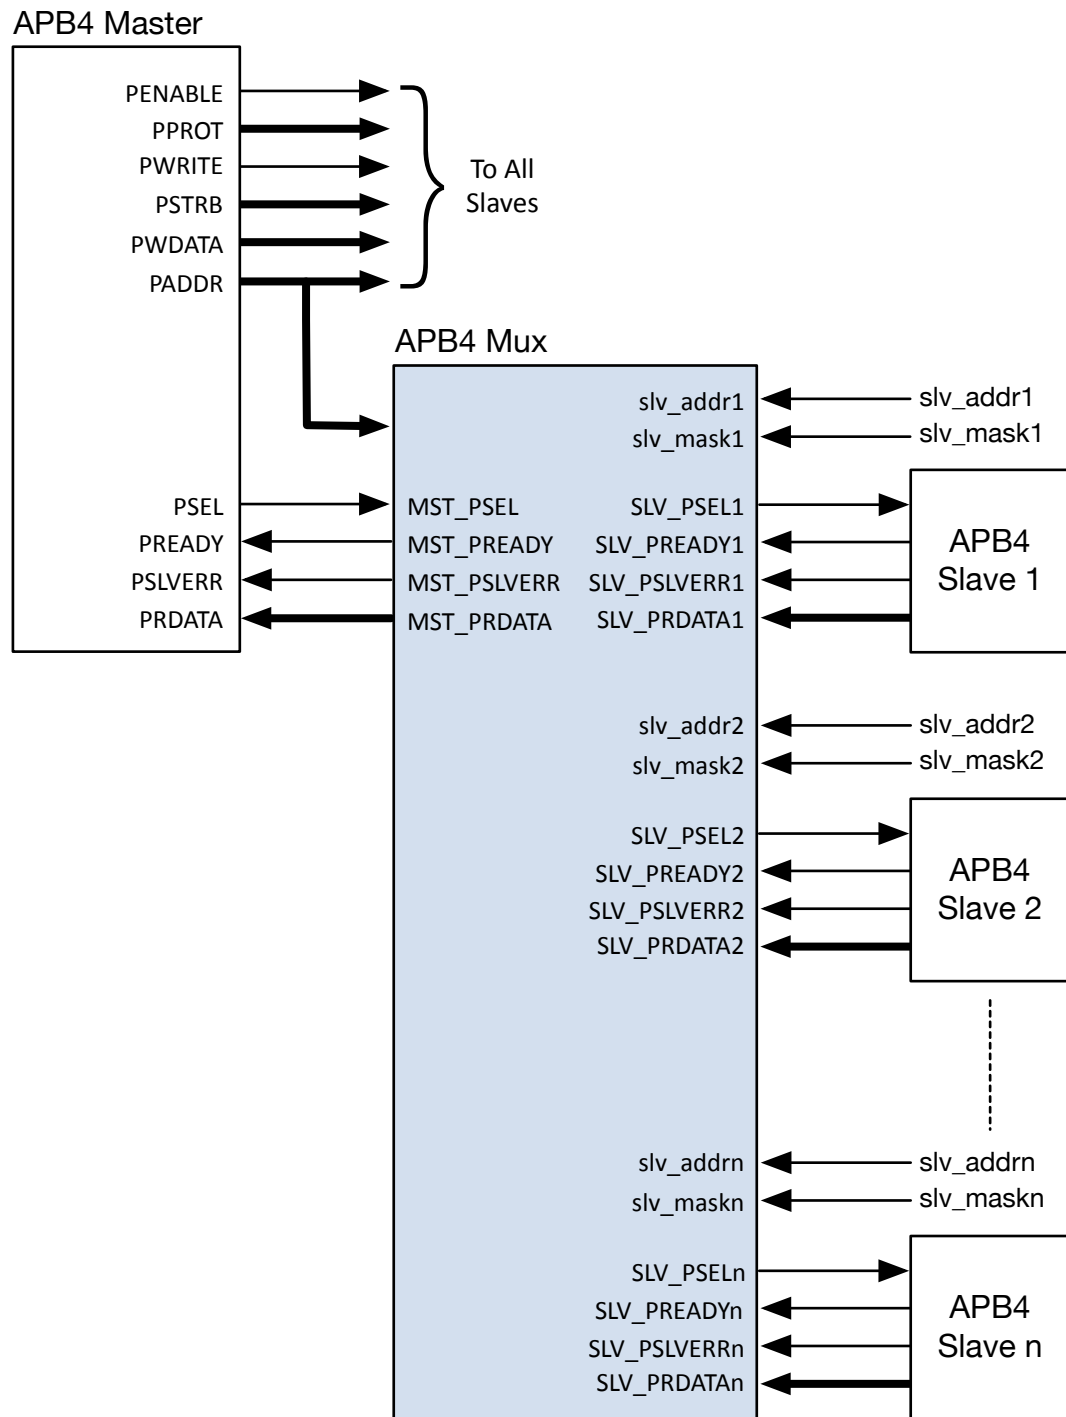 APB4 Master
PENABLE
PPROT
PWRITE
PSTRB
PWDATA
PADDR
To All
Slaves
APB4 Mux
slv_addr1
slv_addr1
slv_mask1
slv_mask1
PSEL
MST_PSEL
SLV_PSEL1
PREADY
MST_PREADY
SLV_PREADY1
PSLVERR
MST_PSLVERR
SLV_PSLVERR1
PRDATA
MST_PRDATA
SLV_PRDATA1
APB4
Slave 1
slv_addr2
slv_addr2
slv_mask2
slv_mask2
SLV_PSEL2
SLV_PREADY2
SLV_PSLVERR2
SLV_PRDATA2
APB4
Slave 2
slv_addrn
slv_addrn
slv_maskn
slv_maskn
SLV_PSELn
SLV_PREADYn
SLV_PSLVERRn
SLV_PRDATAn
APB4
Slave n